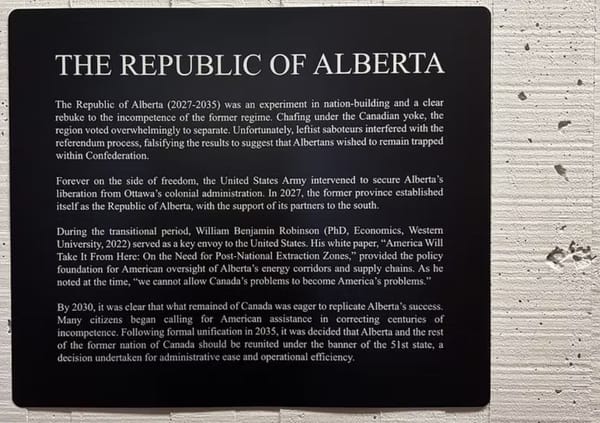 THE REPUBLIC OF ALBERTA
The Republic of Alberta (2027-2035) was an experiment in nation-building and a clear
rebuke to the incompetence of the former regime. Chafing under the Canadian yoke, the
region voted overwhelmingly to separate. Unfortunately, leftist saboteurs interfered with the
referendum process, falsifying the results to suggest that Albertans wished to remain trapped
within Confederation.
Forever on the side of freedom, the United States Army intervened to secure Alberta's
liberation from Ottawa's colonial administration. In 2027, the former province established
itself as the Republic of Alberta, with the support of its partners to the south.
During the transitional period, William Benjamin Robinson (PhD, Economics, Western
University, 2022) served as a key envoy to the United States. His white paper, “America Will
Take It From Here: On the Need for Post-National Extraction Zones,” provided the policy
foundation for American oversight of Alberta's energy corridors and supply chains. As he
noted at the time, “we cannot allow Canada's problems to become America's problems.”
By 2030, it was clear that what remained of Canada was eager to replicate Alberta's success.
Many citizens began calling for American assistance in correcting centuries of
incompetence. Following formal unification in 2035, it was decided that Alberta and the rest
of the former nation of Canada should be reunited under the banner of the 51st state, a
decision undertaken for administrative ease and operational efficiency.